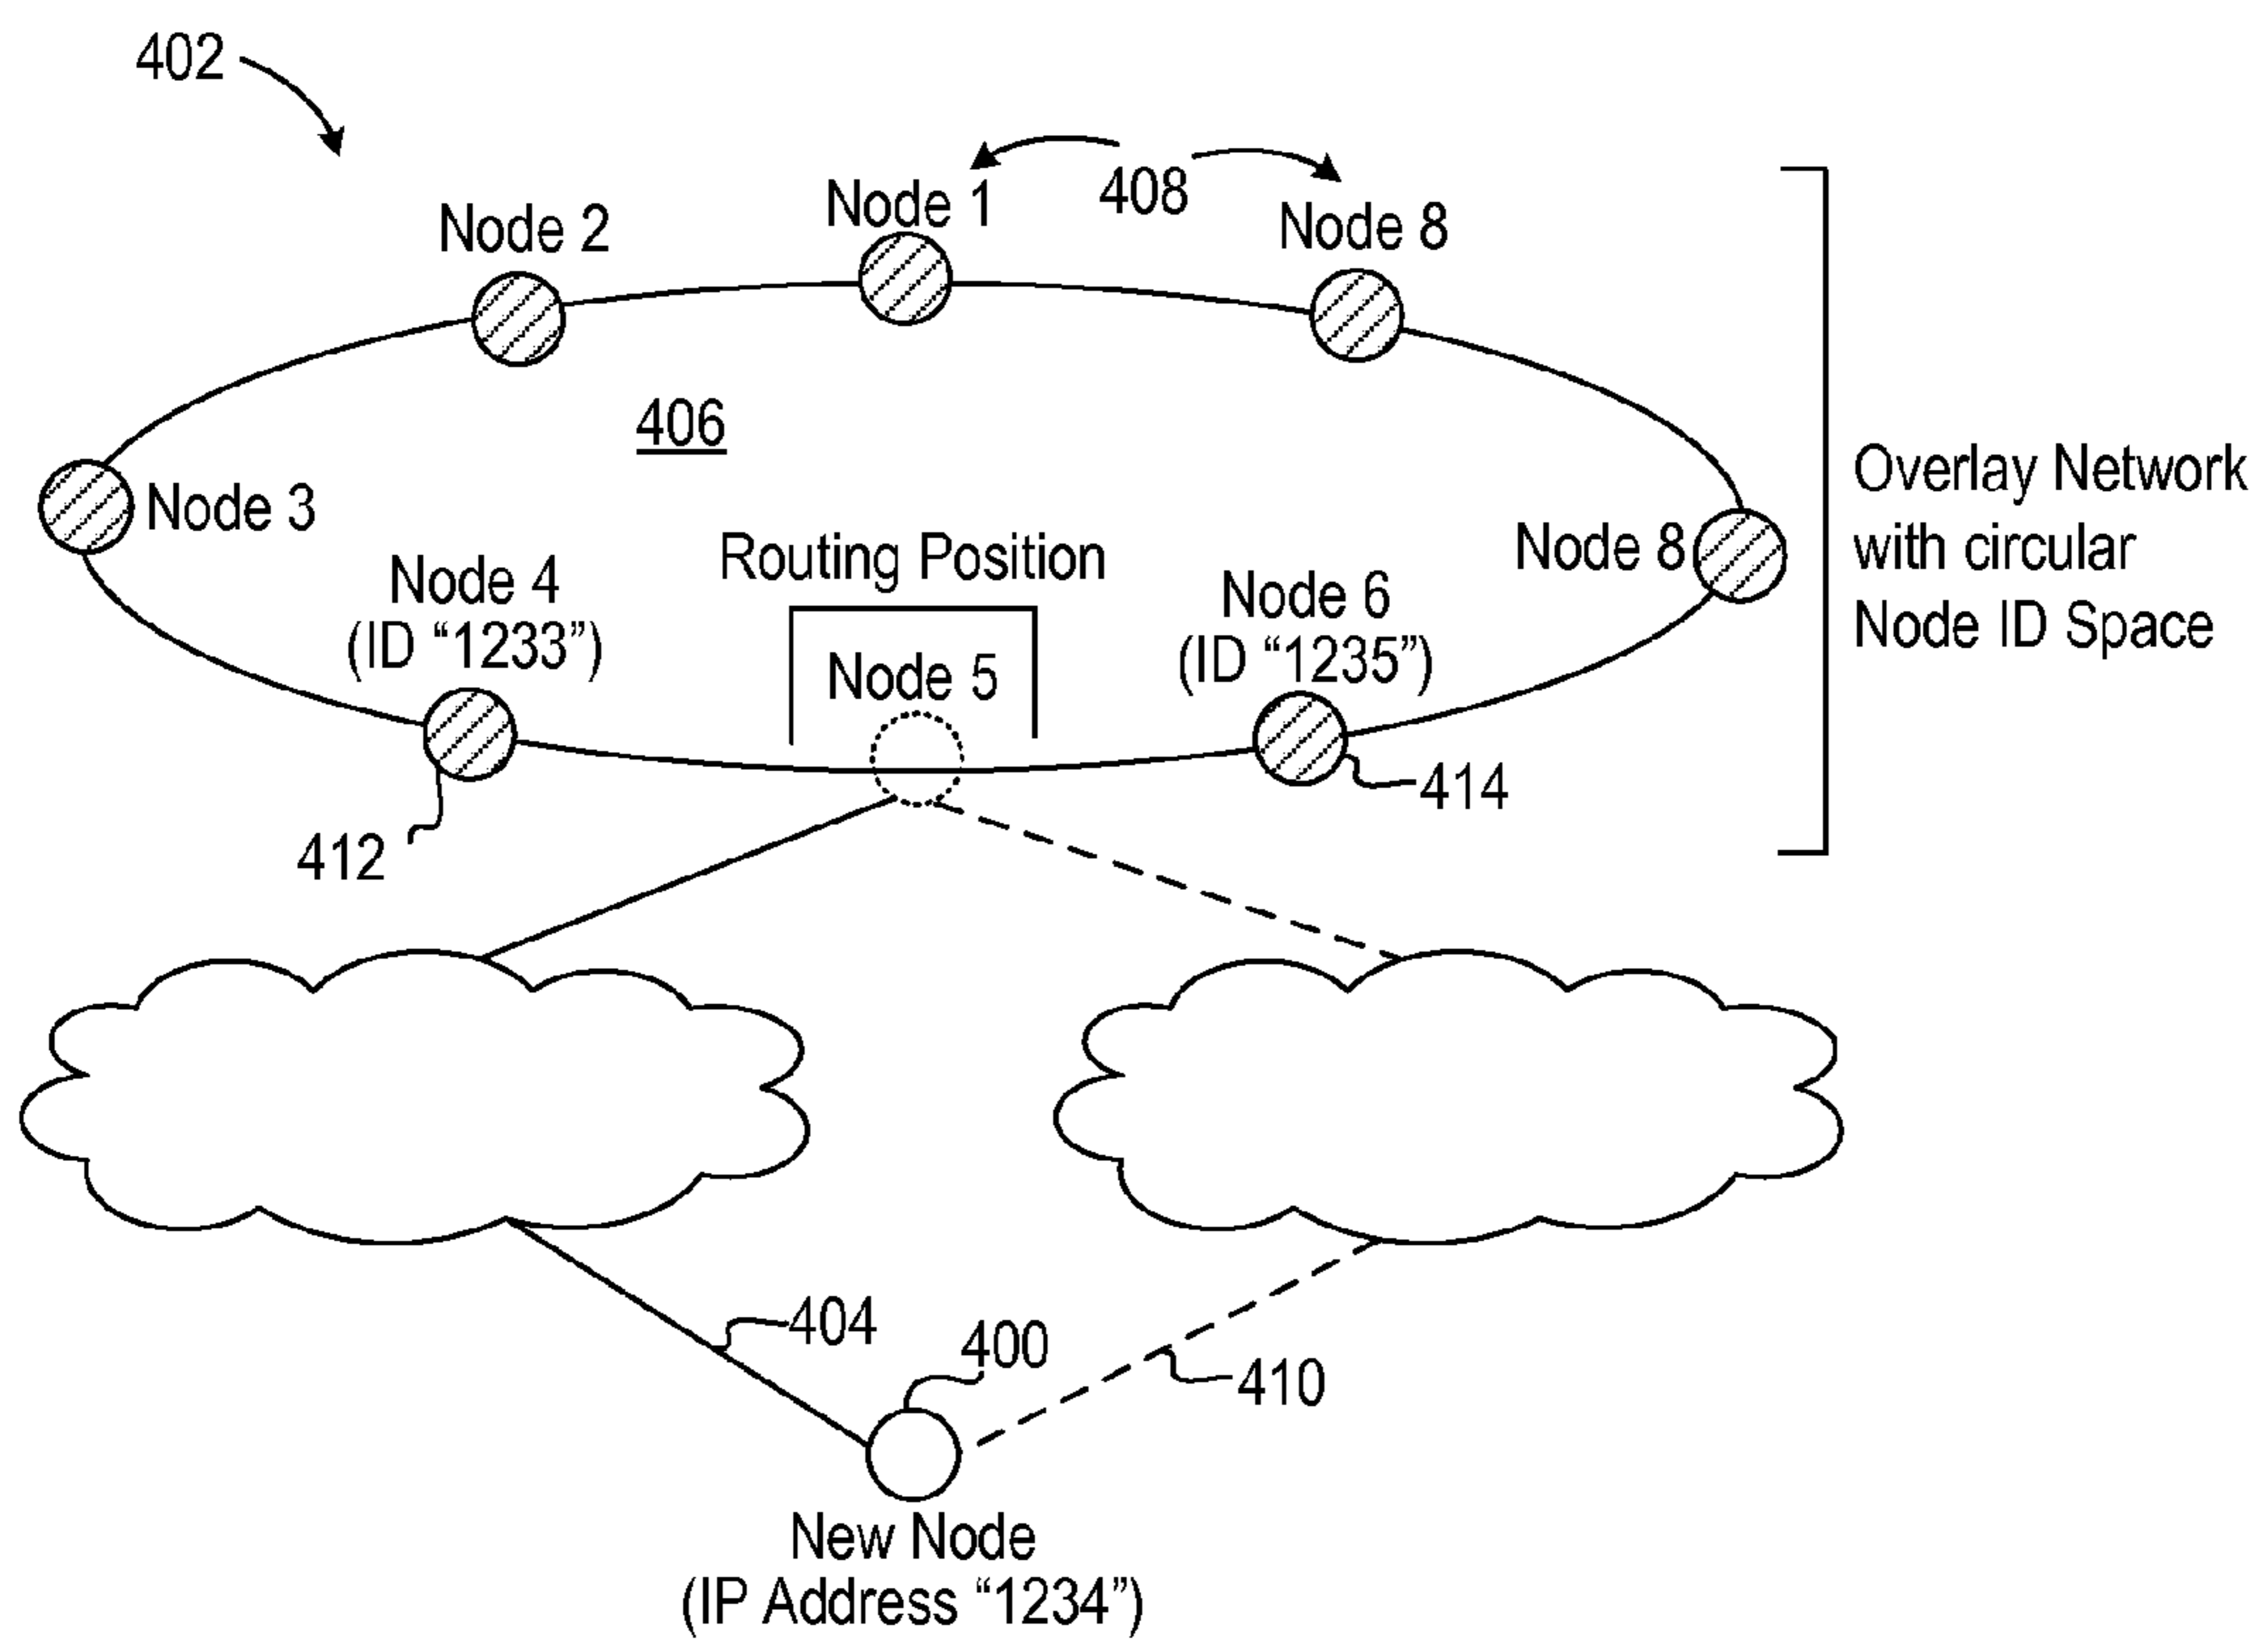 402
408
Node 1
Node 2
Node 8
406
Overlay Network
with circular
Node ID Space
Node 3
Node 8
Routing Position
Node 4
(ID “1233”)
Node 6
(ID “1235”)
Node 5
414
412
404
400
410
New Node
(IP Address “1234”)